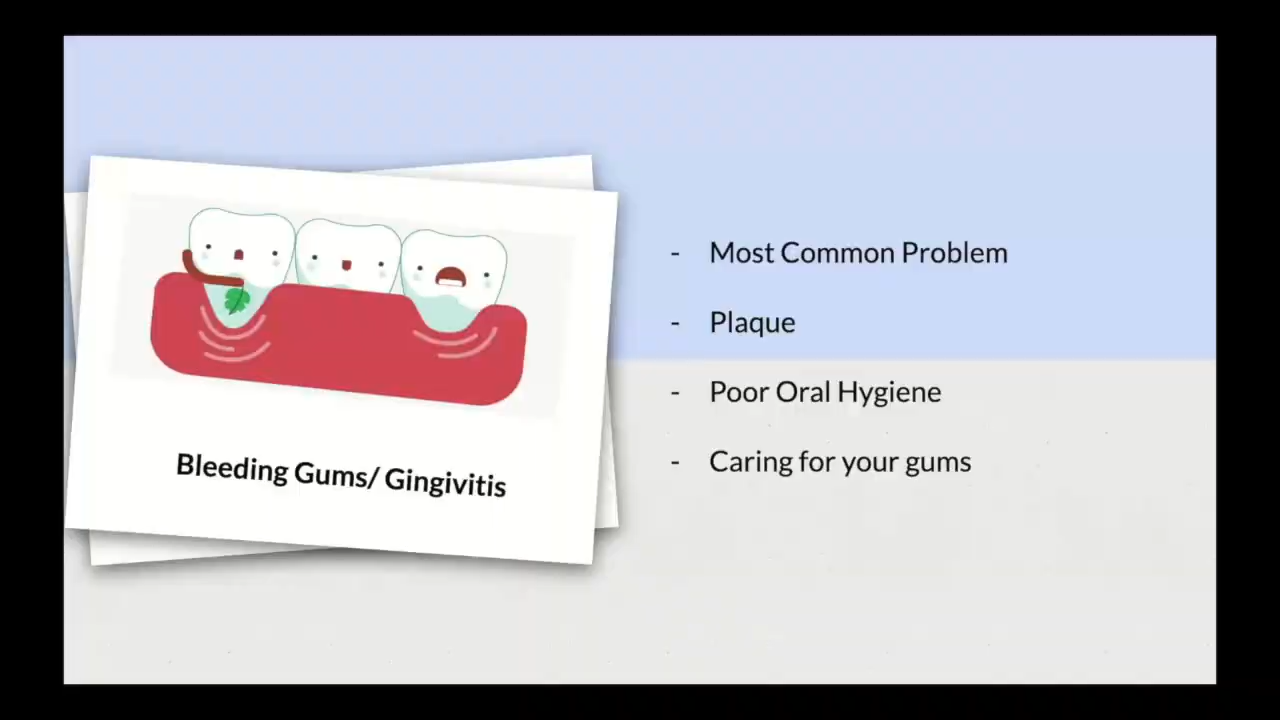 Bleeding Gums/ Gingivitis
- Most Common Problem
- Plaque
- Poor Oral Hygiene
- Caring for your gums